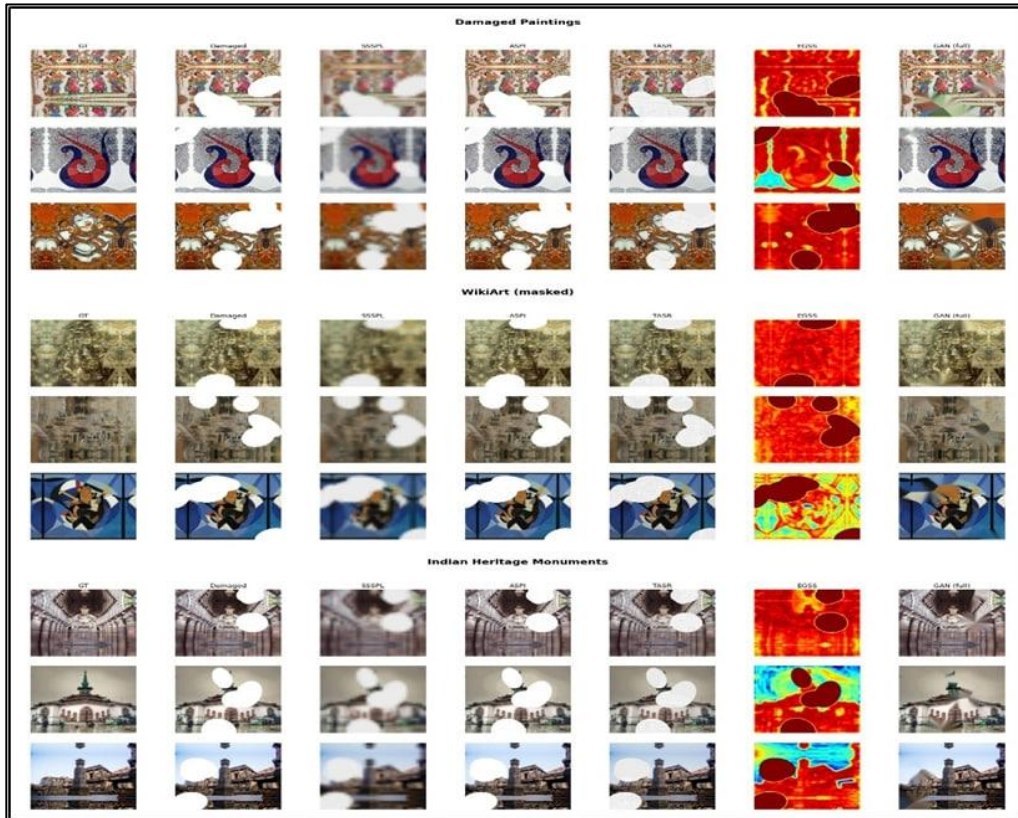 Damaged Paintings
GT Damaged SSSPL ASPI TASR EGSS GAN (full)
WikiArt (masked)
GT Damaged SSSPL ASPI TASR EGSS GAN (full)
Indian Heritage Monuments
GT Damaged SSSPL ASPI TASR EGSS GAN (full)